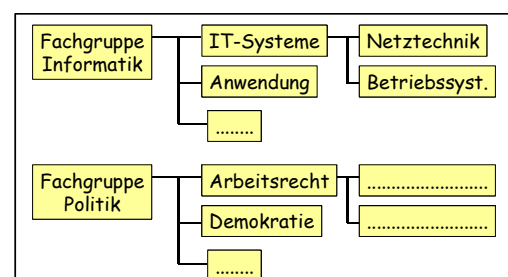 Fachgruppe
Informatik
IT-Systeme
Netztechnik
Anwendung
Betriebssyst.
........
Fachgruppe
Politik
Arbeitsrecht
..........................
Demokratie
..........................
........